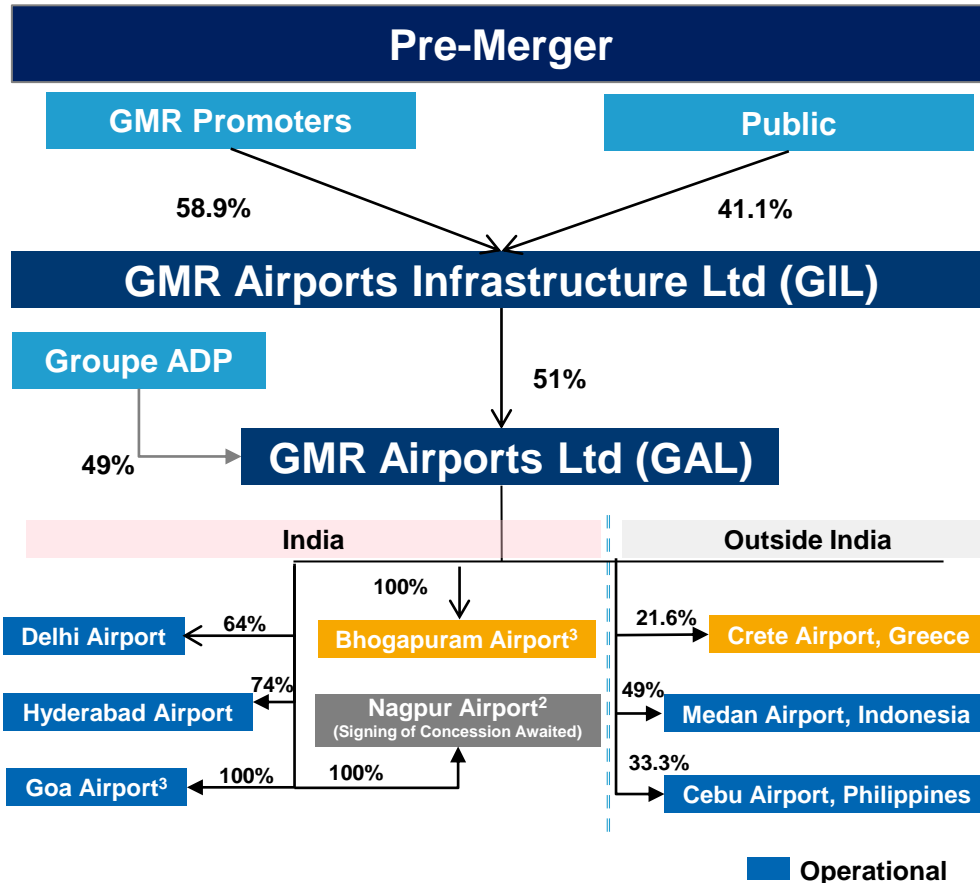 Pre-Merger
GMR Promoters
Public
58.9%
41.1%
GMR Airports Infrastructure Ltd (GIL)
Groupe ADP
51%
49%
GMR Airports Ltd (GAL)
India
Outside India
100%
64%
21.6%
Delhi Airport
Bhogapuram Airport³
Crete Airport, Greece
74%
49%
Hyderabad Airport
Nagpur Airport²
(Signing of Concession Awaited)
Medan Airport, Indonesia
33.3%
100%
100%
Goa Airport³
Cebu Airport, Philippines
Operational